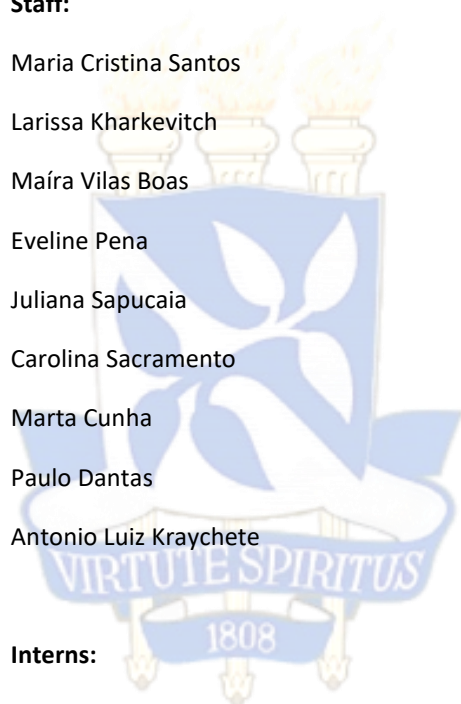 Staff:
Maria Cristina Santos
Larissa Kharkevitch
Maíra Vilas Boas
Eveline Pena
Juliana Sapucaia
Carolina Sacramento
Marta Cunha
Paulo Dantas
Antonio Luiz Kraychete
VIRTUTE SPIRITUS
1808
Interns: